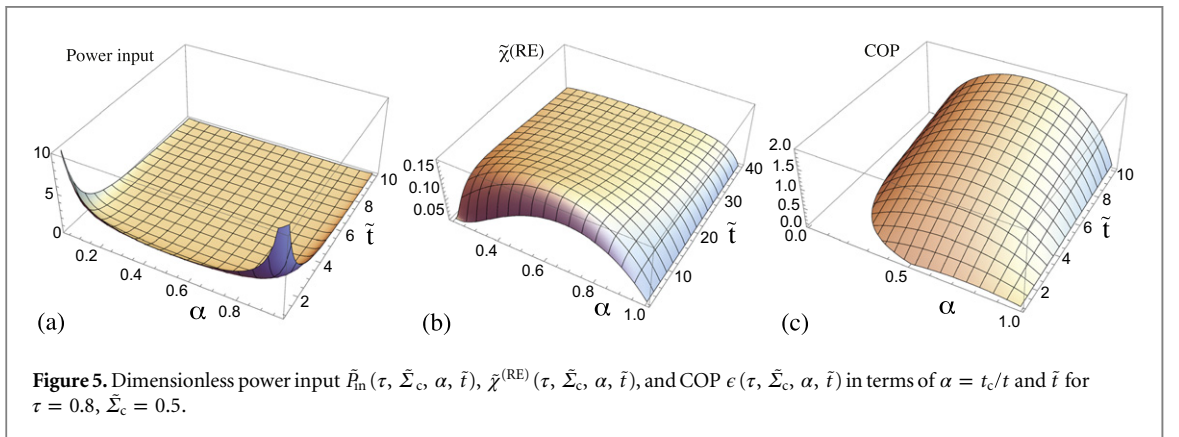 Power input
10
5
0
0.2
0.4
0.6
0.8
α
2
4
6
8
10
t̃
(a)
χ̃(RE)
0.15
0.10
0.05
0.4
0.6
0.8
1.0
α
10
20
30
40
t̃
(b)
COP
2.0
1.5
1.0
0.5
0.0
0.0
0.5
1.0
α
2
4
6
8
10
t̃
(c)
Figure 5. Dimensionless power input P̃in (τ, Σ̃c, α, t̃), χ̃(RE) (τ, Σ̃c, α, t̃), and COP ϵ (τ, Σ̃c, α, t̃) in terms of α = tc/t and t̃ for
τ = 0.8, Σ̃c = 0.5.